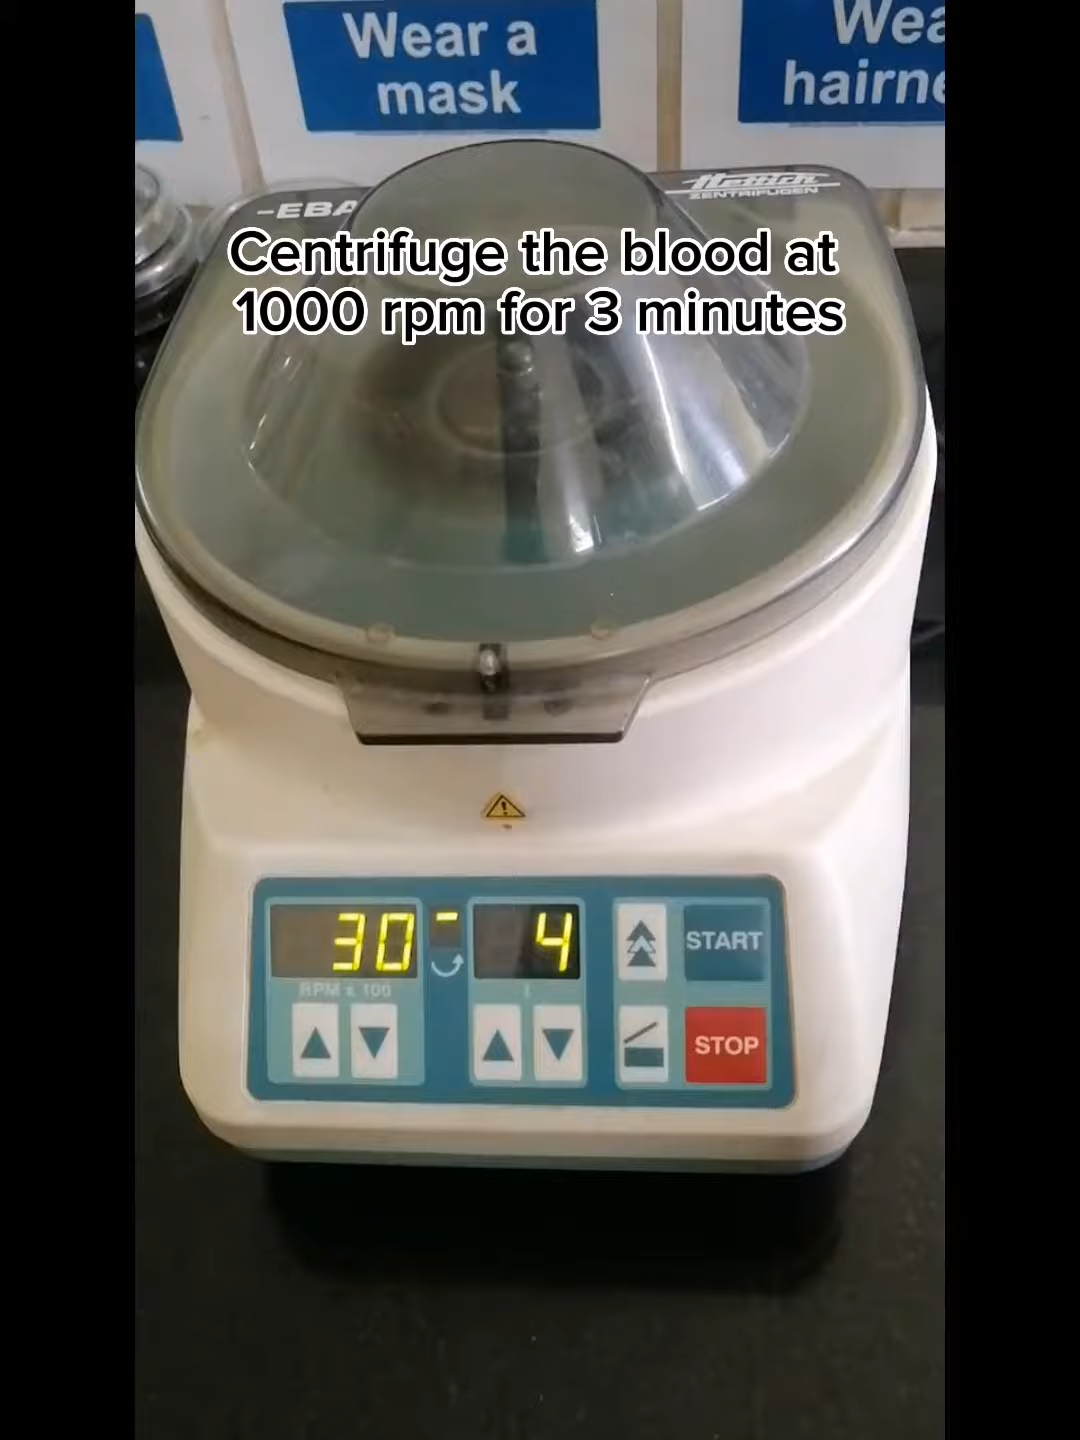 Wear a
mask
Wea
hairne
-EBA
Hettich
ZENTRIFUGEN
Centrifuge the blood at
1000 rpm for 3 minutes
30
4
RPM x 100
t
START
STOP